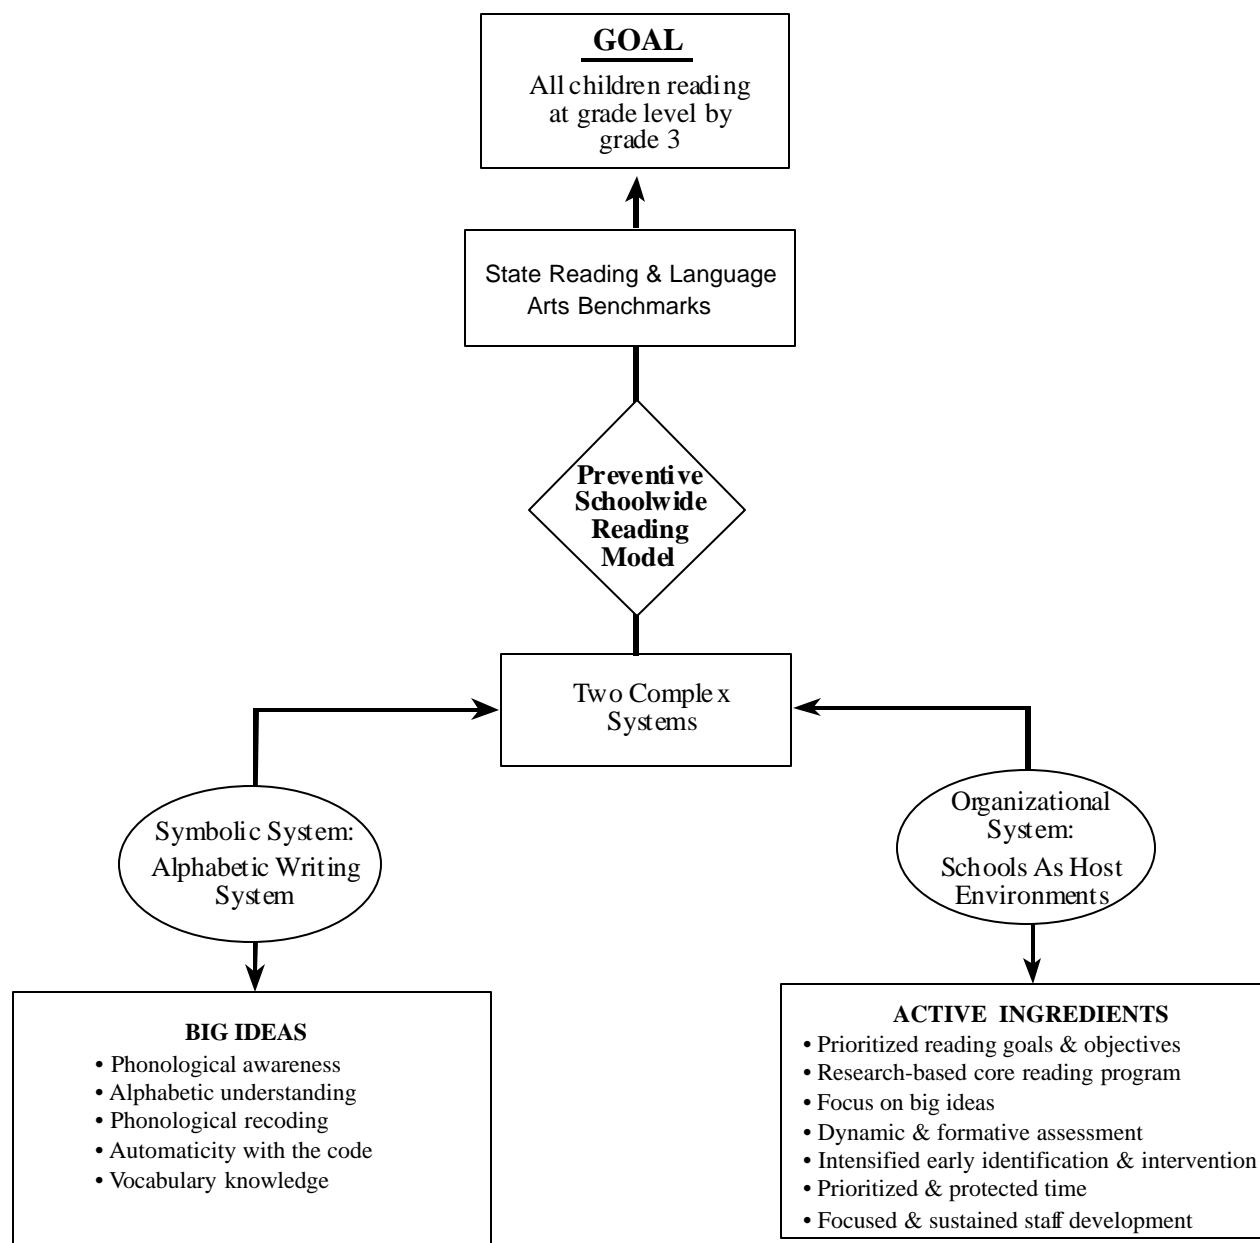 GOAL
All children reading
at grade level by
grade 3
State Reading & Language
Arts Benchmarks
Preventive
Schoolwide
Reading
Model
Two Complex
Systems
Symbolic System:
Alphabetic Writing
System
Organizational
System:
Schools As Host
Environments
BIG IDEAS
• Phonological awareness
• Alphabetic understanding
• Phonological recoding
• Automaticity with the code
• Vocabulary knowledge
ACTIVE INGREDIENTS
• Prioritized reading goals & objectives
• Research-based core reading program
• Focus on big ideas
• Dynamic & formative assessment
• Intensified early identification & intervention
• Prioritized & protected time
• Focused & sustained staff development